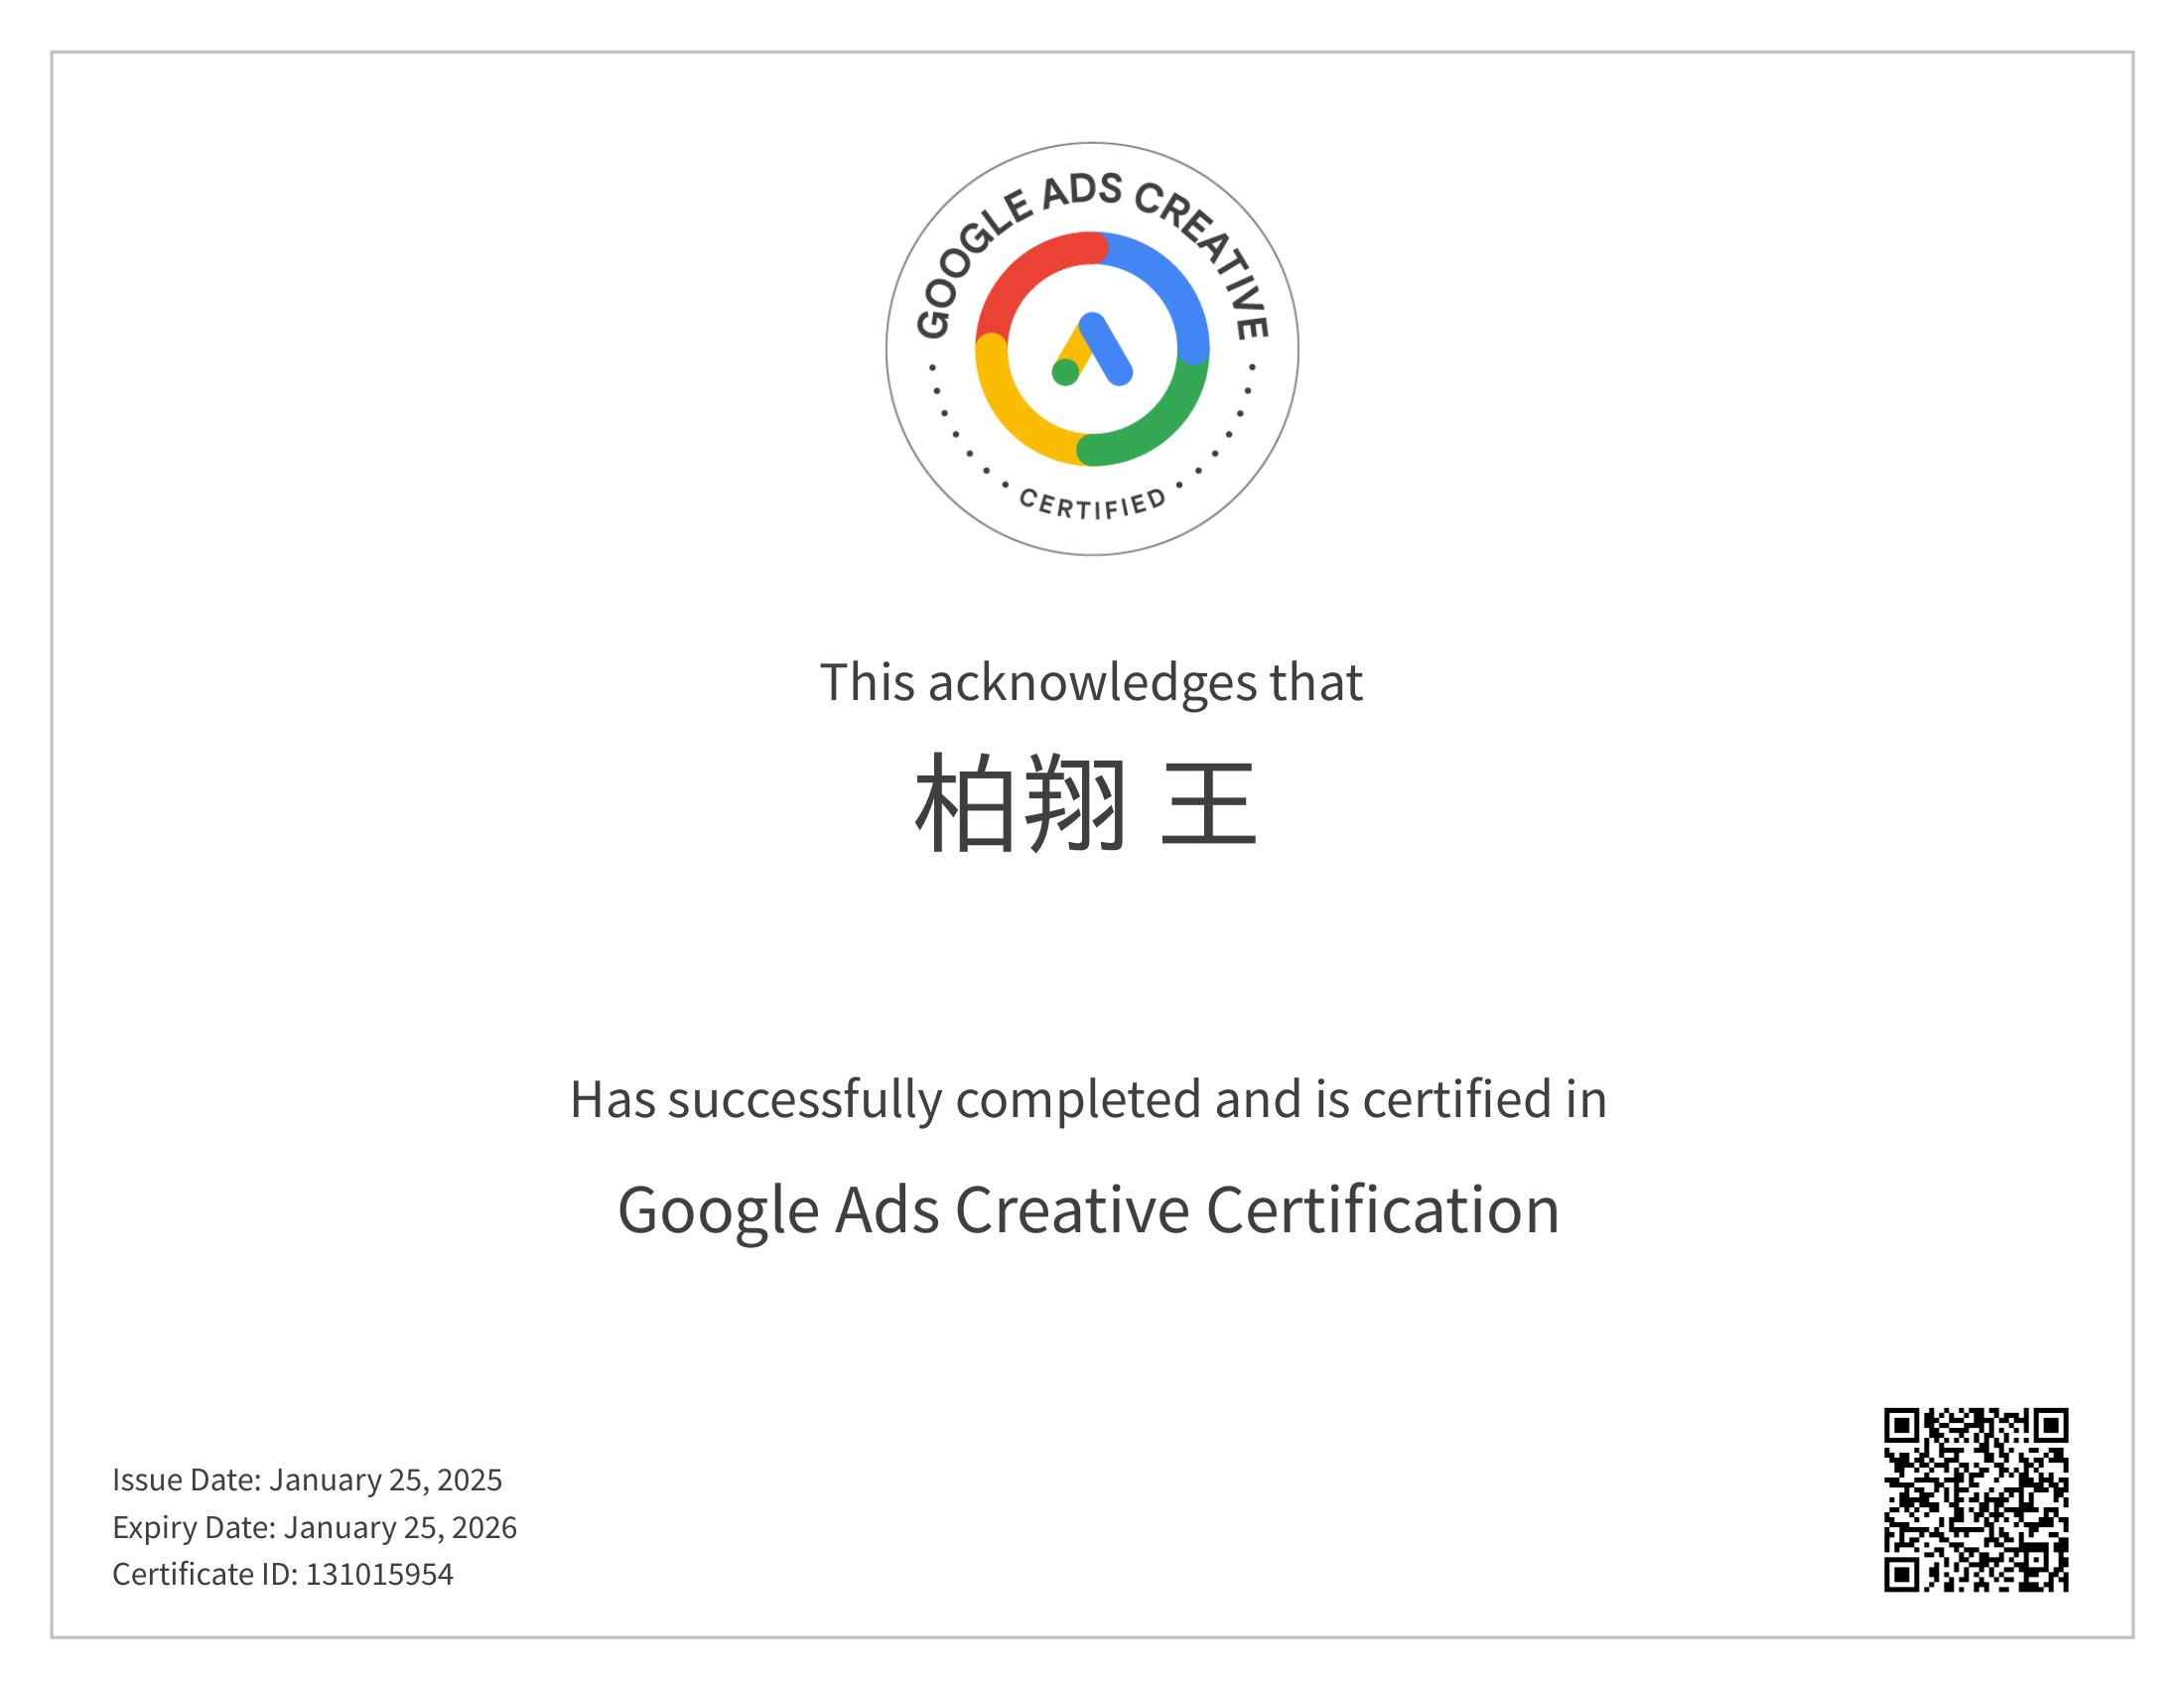 GOOGLE ADS CREATIVE
CERTIFIED
This acknowledges that
柏翔 王
Has successfully completed and is certified in
Google Ads Creative Certification
Issue Date: January 25, 2025
Expiry Date: January 25, 2026
Certificate ID: 131015954